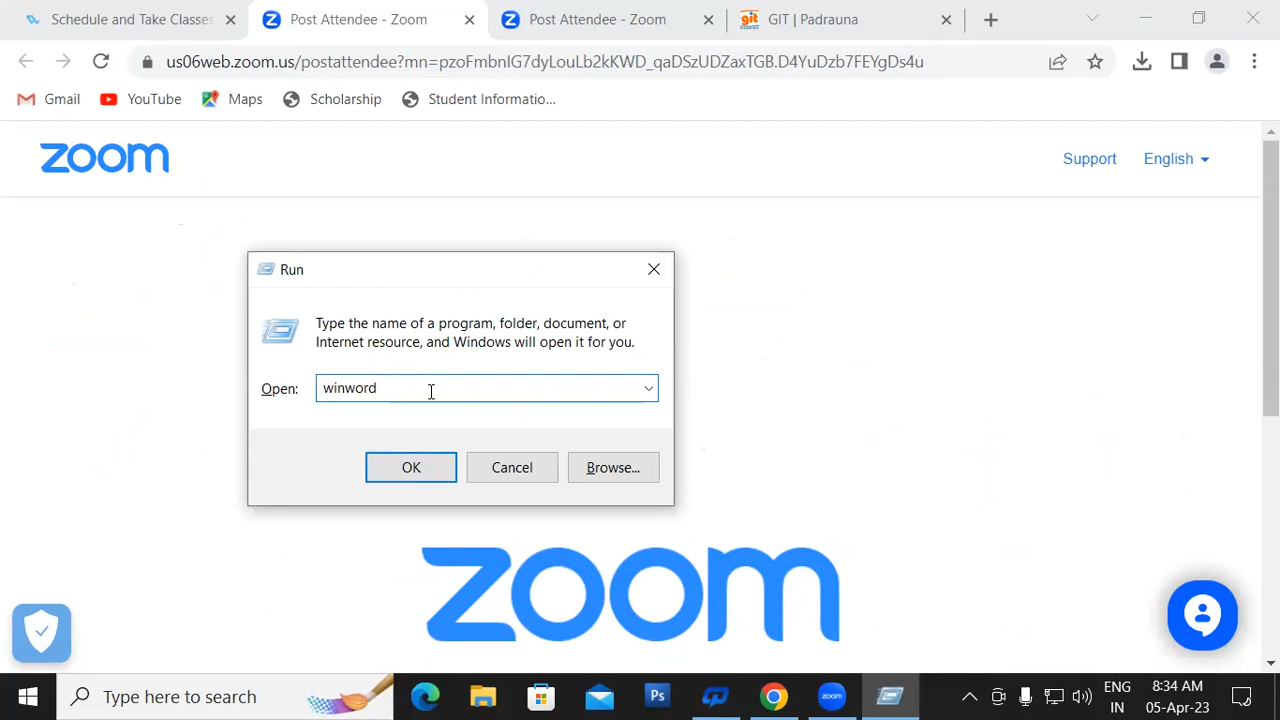 Schedule and Take Classes
Post Attendee - Zoom
Post Attendee - Zoom
git
GIT | Padrauna
us06web.zoom.us/postattendee?mn=pzoFmbnIG7dyLouLb2kKWD_qaDSzUDZaxTGB.D4YuDzb7FEYgDs4u
Gmail
YouTube
Maps
Scholarship
Student Informatio...
zoom
Support
English
Run
Type the name of a program, folder, document, or
Internet resource, and Windows will open it for you.
Open:
winword
OK
Cancel
Browse...
zoom
Type here to search
Ps
zoom
ENG
IN
8:34 AM
05-Apr-23